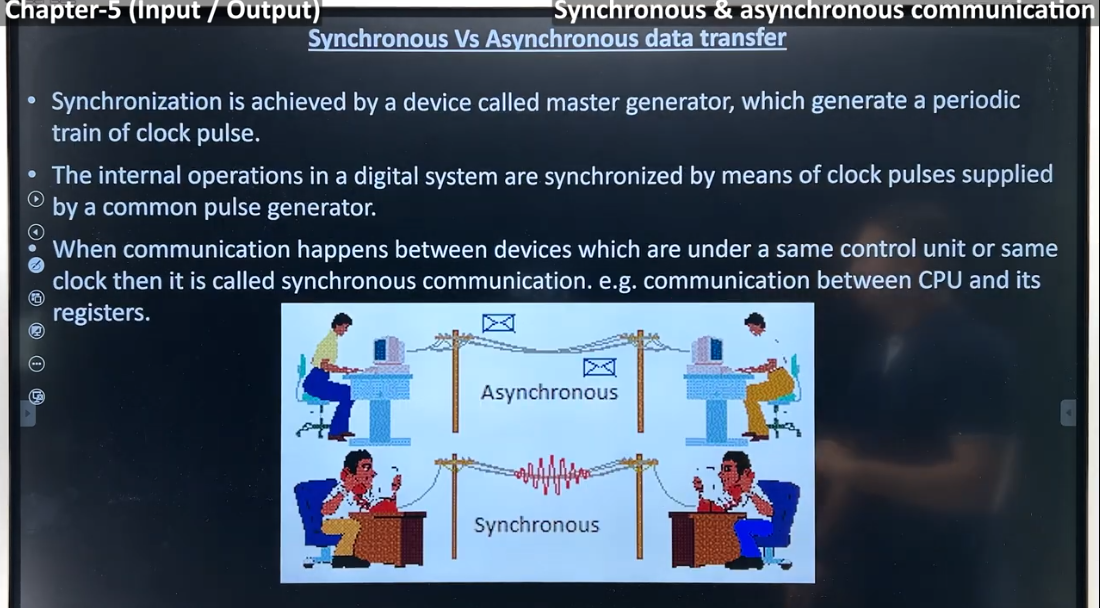 Chapter-5 (Input / Output)
Synchronous & asynchronous communication
Synchronous Vs Asynchronous data transfer
• Synchronization is achieved by a device called master generator, which generate a periodic
train of clock pulse.
• The internal operations in a digital system are synchronized by means of clock pulses supplied
by a common pulse generator.
• When communication happens between devices which are under a same control unit or same
clock then it is called synchronous communication. e.g. communication between CPU and its
registers.
Asynchronous
Synchronous